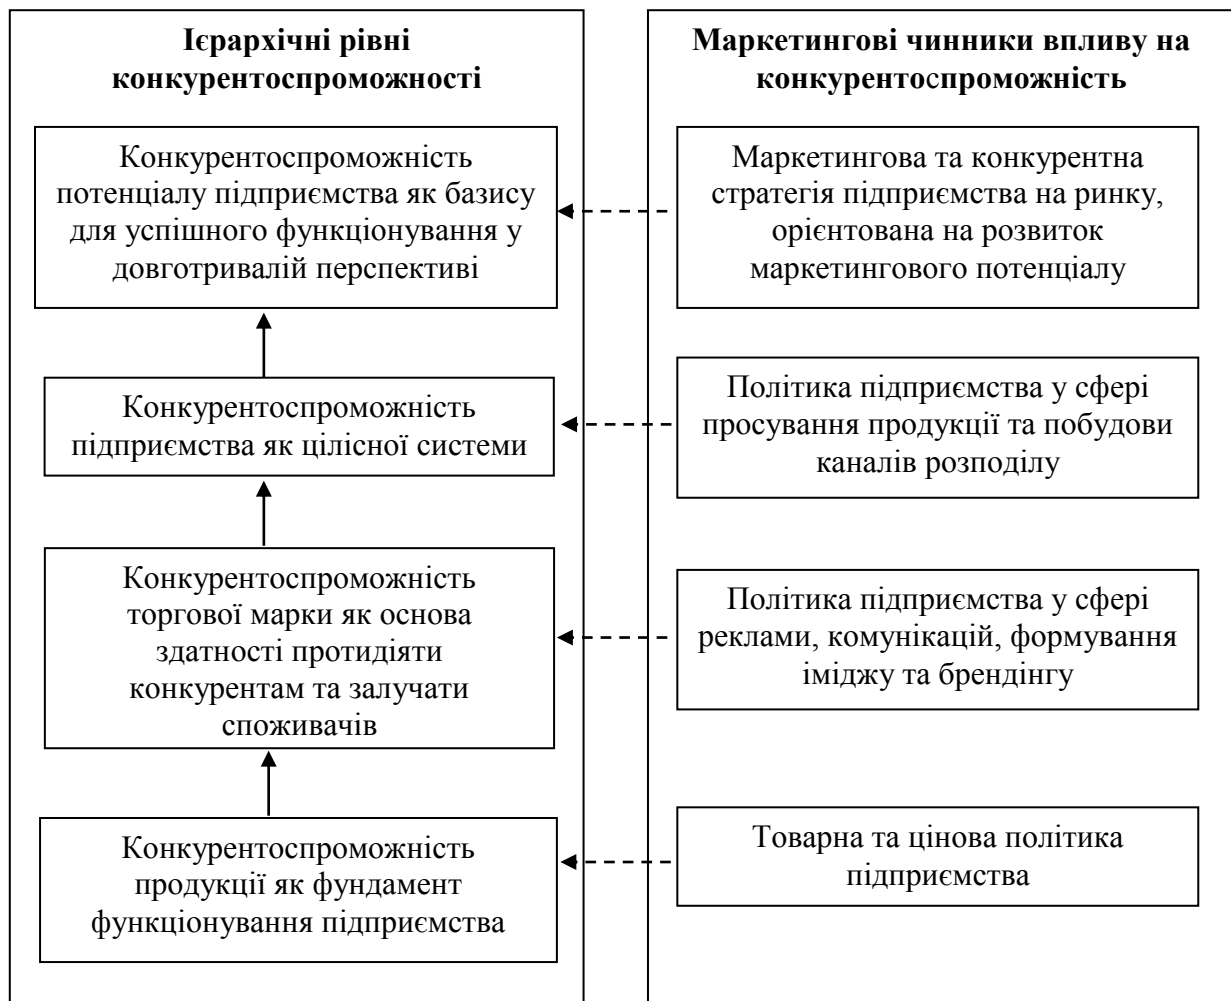 Ієрархічні рівні
конкурентоспроможності
Конкурентоспроможність
потенціалу підприємства як базису
для успішного функціонування у
довготривалій перспективі
Конкурентоспроможність
підприємства як цілісної системи
Конкурентоспроможність
торгової марки як основа
здатності протидіяти
конкурентам та залучати
споживачів
Конкурентоспроможність
продукції як фундамент
функціонування підприємства
Маркетингові чинники впливу на
конкурентоспроможність
Маркетингова та конкурентна
стратегія підприємства на ринку,
орієнтована на розвиток
маркетингового потенціалу
Політика підприємства у сфері
просування продукції та побудови
каналів розподілу
Політика підприємства у сфері
реклами, комунікацій, формування
іміджу та брендінгу
Товарна та цінова політика
підприємства